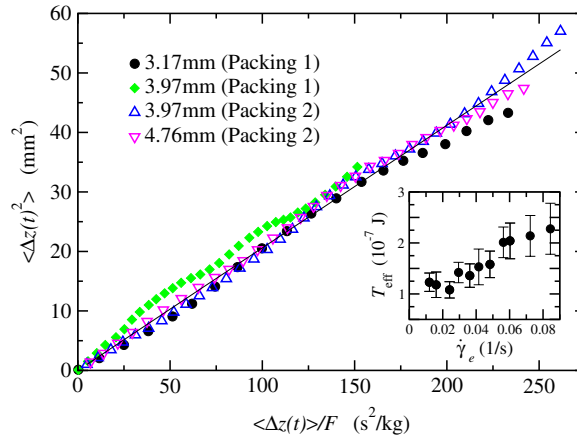 60
50
40
30
20
10
0
<Δz(t)²> (mm²)
3.17mm (Packing 1)
3.97mm (Packing 1)
3.97mm (Packing 2)
4.76mm (Packing 2)
0 50 100 150 200 250
<Δz(t)>/F (s²/kg)
2
1
T_eff (10⁻⁷ J)
0 0.02 0.04 0.06 0.08
γ̇_e (1/s)